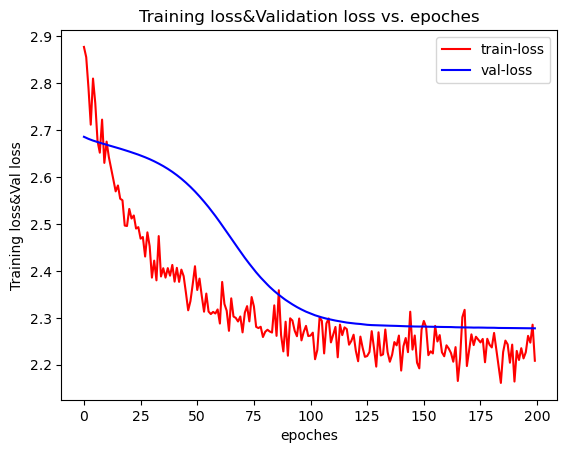 Training loss&Validation loss vs. epoches
train-loss
val-loss
Training loss&Val loss
2.9
2.8
2.7
2.6
2.5
2.4
2.3
2.2
0 25 50 75 100 125 150 175 200
epoches